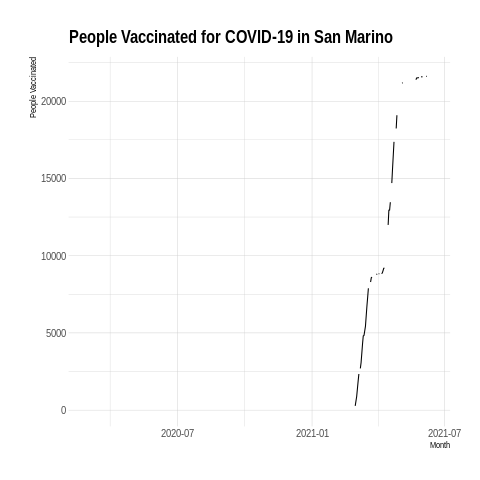 People Vaccinated for COVID-19 in San Marino
People Vaccinated
20000
15000
10000
5000
0
2020-07
2021-01
2021-07
Month